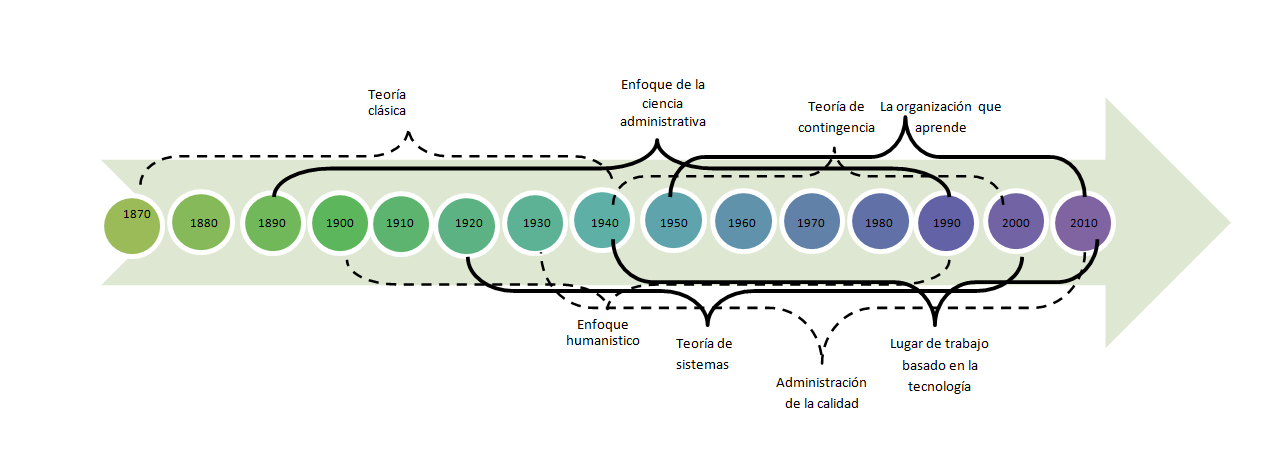 Teoría
clásica
Enfoque de la
ciencia
administrativa
Teoría de
contingencia
La organización que
aprende
1870
1880
1890
1900
1910
1920
1930
1940
1950
1960
1970
1980
1990
2000
2010
Enfoque
humanistico
Teoría de
sistemas
Administración
de la calidad
Lugar de trabajo
basado en la
tecnología